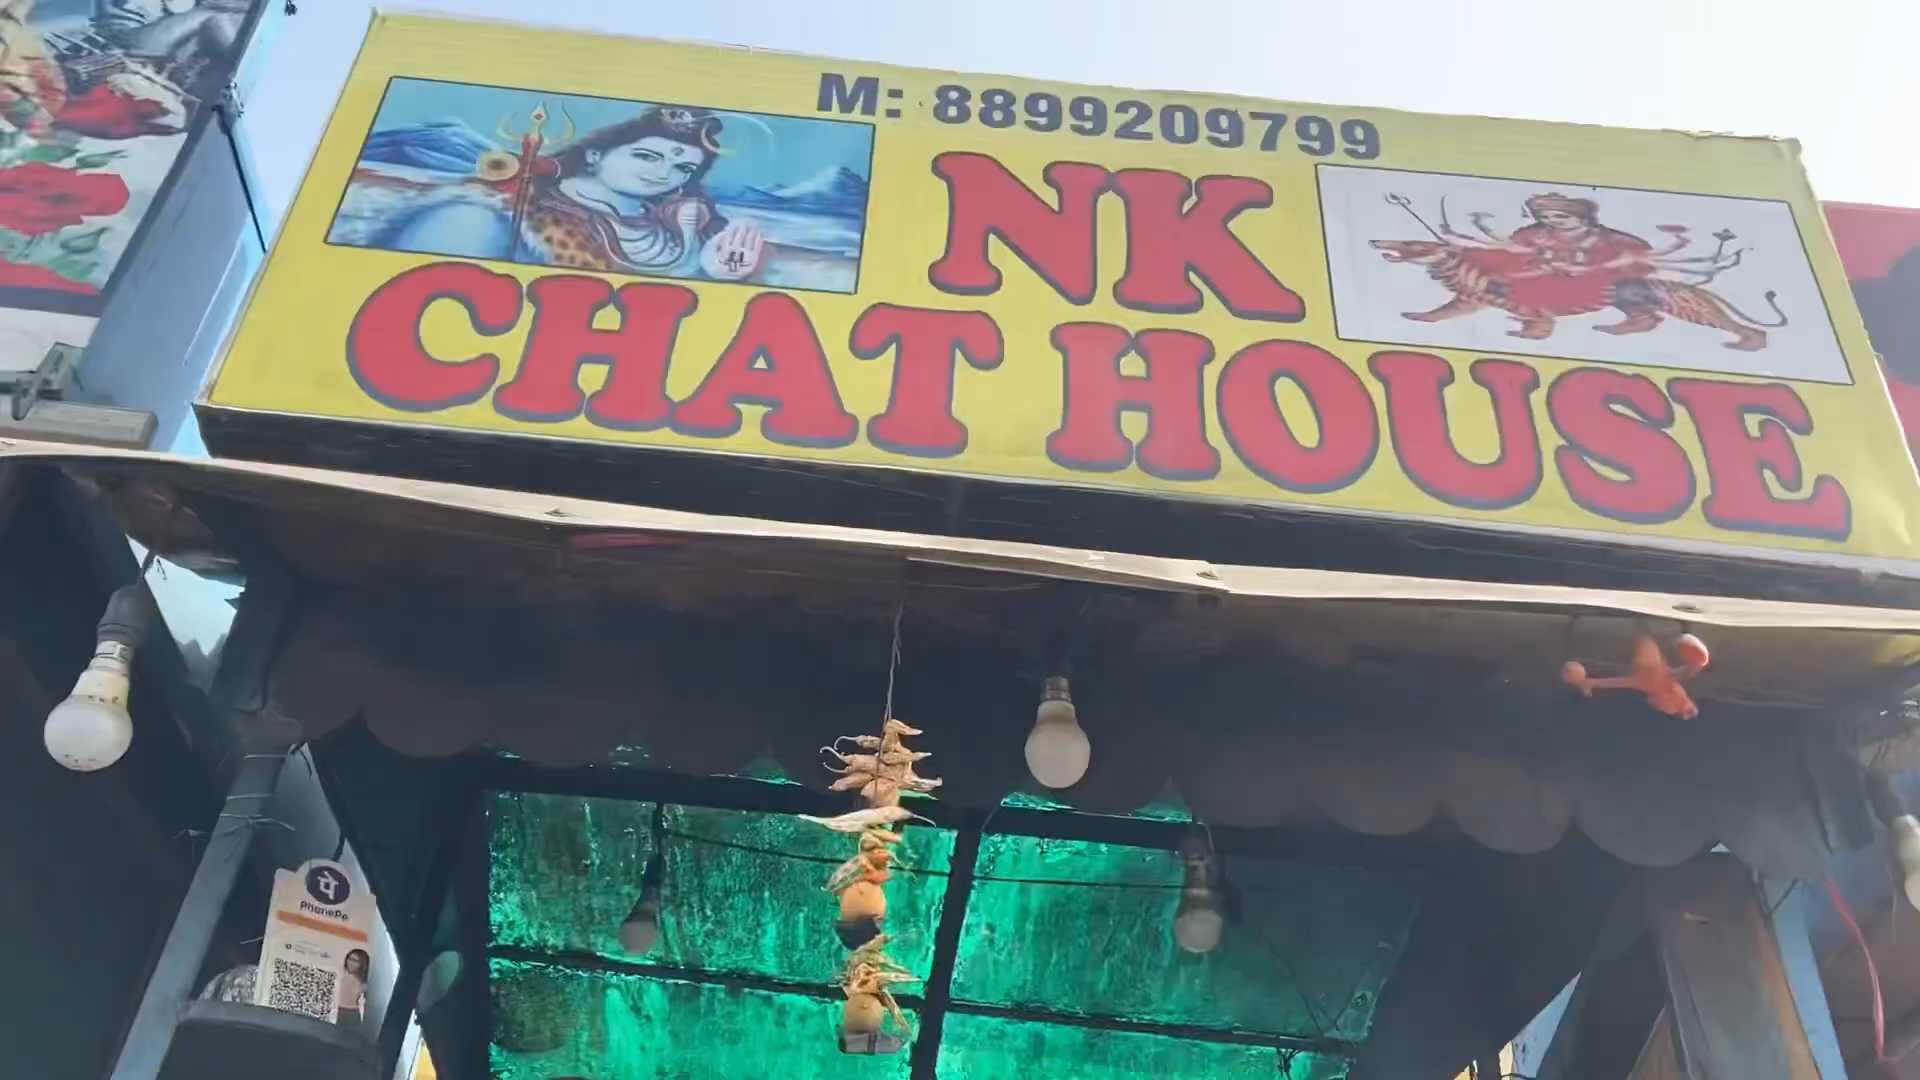 M: 8899209799
NK
CHAT HOUSE
पे
PhonePe